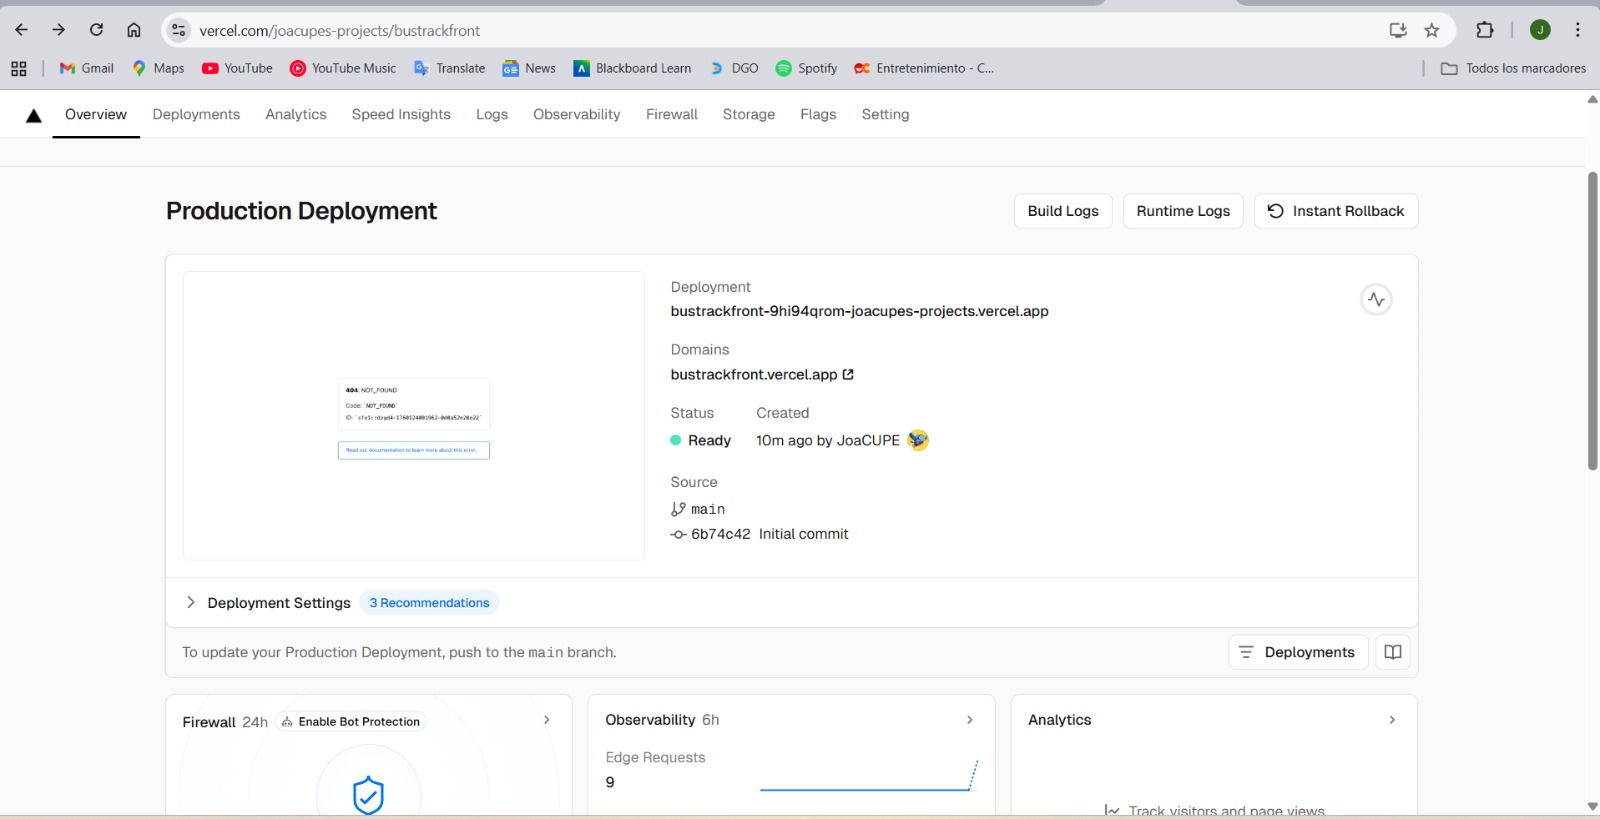 vercel.com/joacupes-projects/bustrackfront
J
Gmail Maps YouTube YouTube Music Translate News Blackboard Learn DGO Spotify Entretenimiento - C... Todos los marcadores
Overview Deployments Analytics Speed Insights Logs Observability Firewall Storage Flags Setting
Production Deployment
Build Logs Runtime Logs Instant Rollback
Deployment
bustrackfront-9hi94qrom-joacupes-projects.vercel.app
Domains
bustrackfront.vercel.app
Status Created
Ready 10m ago by JoaCUPE
Source
main
6b74c42 Initial commit
404: NOT_FOUND
Code: `NOT_FOUND`
ID:
Read our documentation to learn more about this error.
Deployment Settings 3 Recommendations
To update your Production Deployment, push to the main branch.
Deployments
Firewall 24h Enable Bot Protection
Observability 6h
Edge Requests
9
Analytics
Track visitors and page views